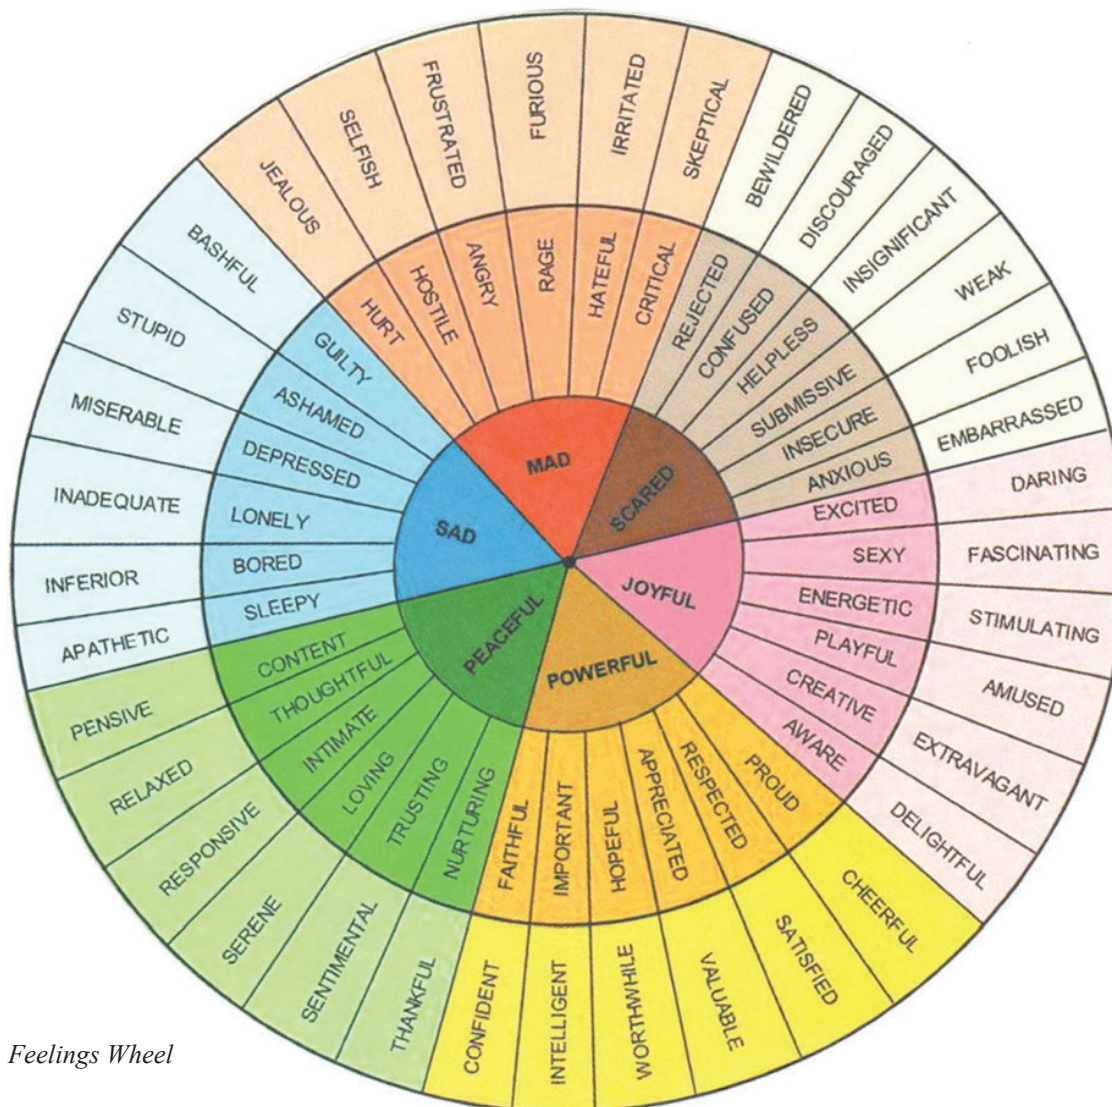 MAD
SCARED
JOYFUL
POWERFUL
PEACEFUL
SAD
HURT
HOSTILE
ANGRY
RAGE
HATEFUL
CRITICAL
REJECTED
CONFUSED
HELPLESS
SUBMISSIVE
INSECURE
ANXIOUS
EXCITED
SEXY
ENERGETIC
PLAYFUL
CREATIVE
AWARE
PROUD
RESPECTED
APPRECIATED
HOPEFUL
IMPORTANT
FAITHFUL
NURTURING
TRUSTING
LOVING
INTIMATE
THOUGHTFUL
CONTENT
SLEEPY
BORED
LONELY
DEPRESSED
ASHAMED
GUILTY
JEALOUS
SELFISH
FRUSTRATED
FURIOUS
IRRITATED
SKEPTICAL
BEWILDERED
DISCOURAGED
INSIGNIFICANT
WEAK
FOOLISH
EMBARRASSED
DARING
FASCINATING
STIMULATING
AMUSED
EXTRAVAGANT
DELIGHTFUL
CHEERFUL
SATISFIED
VALUABLE
WORTHWHILE
INTELLIGENT
CONFIDENT
THANKFUL
SENTIMENTAL
SERENE
RESPONSIVE
RELAXED
PENSIVE
APATHETIC
INFERIOR
INADEQUATE
MISERABLE
STUPID
BASHFUL
Feelings Wheel